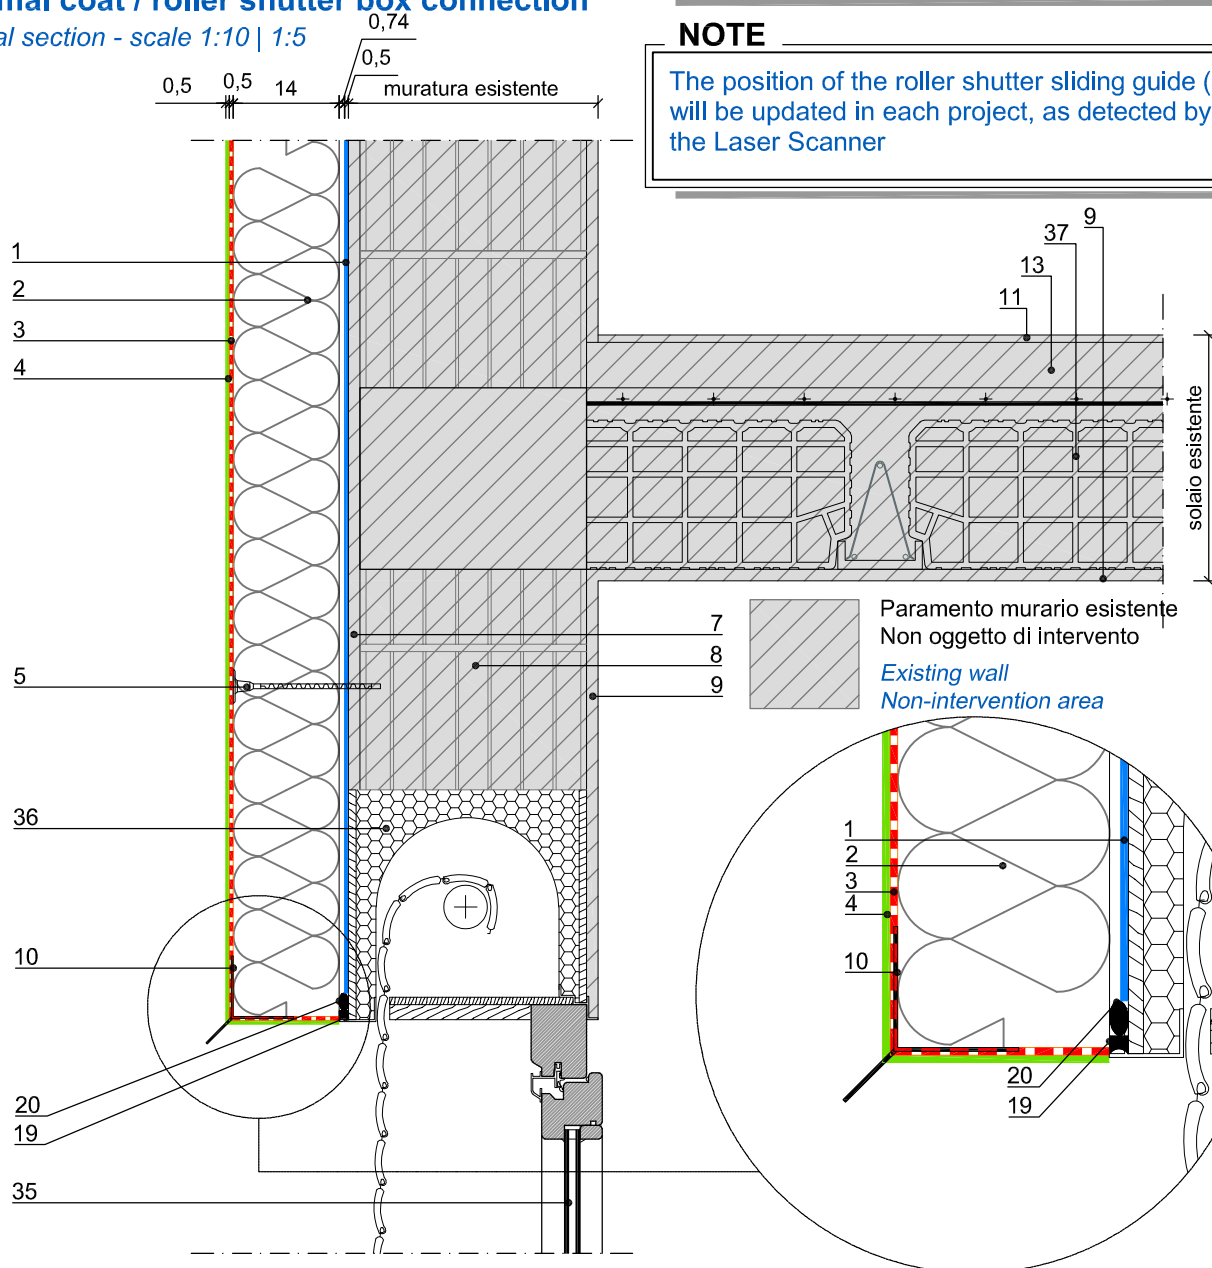 mal coat / roller shutter box connection
al section - scale 1:10 | 1:5
0,74
0,5
0,5
0,5
14
muratura esistente
NOTE
The position of the roller shutter sliding guide (
will be updated in each project, as detected by
the Laser Scanner
1
2
3
4
5
36
10
20
19
35
9
37
13
11
solaio esistente
9
7
8
9
Paramento murario esistente
Non oggetto di intervento
Existing wall
Non-intervention area
1
2
3
4
10
20
19